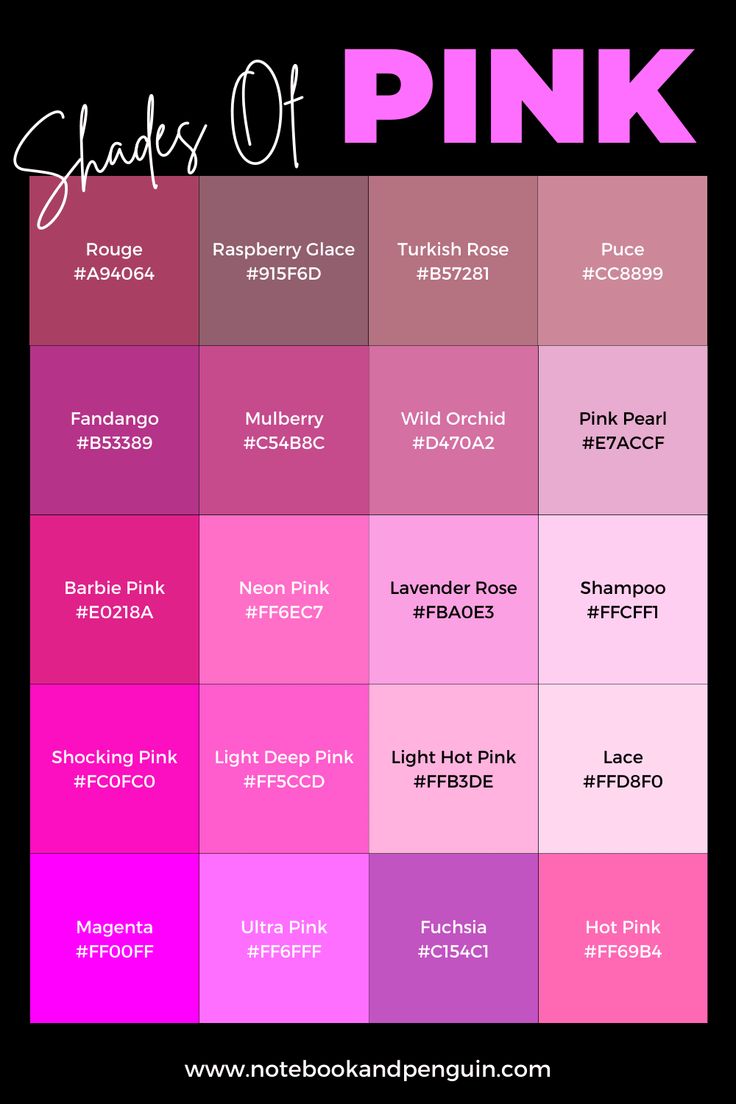 Shades Of PINK
Rouge
#A94064
Raspberry Glace
#915F6D
Turkish Rose
#B57281
Puce
#CC8899
Fandango
#B53389
Mulberry
#C54B8C
Wild Orchid
#D470A2
Pink Pearl
#E7ACCF
Barbie Pink
#E0218A
Neon Pink
#FF6EC7
Lavender Rose
#FBA0E3
Shampoo
#FFCFF1
Shocking Pink
#FC0FC0
Light Deep Pink
#FF5CCD
Light Hot Pink
#FFB3DE
Lace
#FFD8F0
Magenta
#FF00FF
Ultra Pink
#FF6FFF
Fuchsia
#C154C1
Hot Pink
#FF69B4
www.notebookandpenguin.com